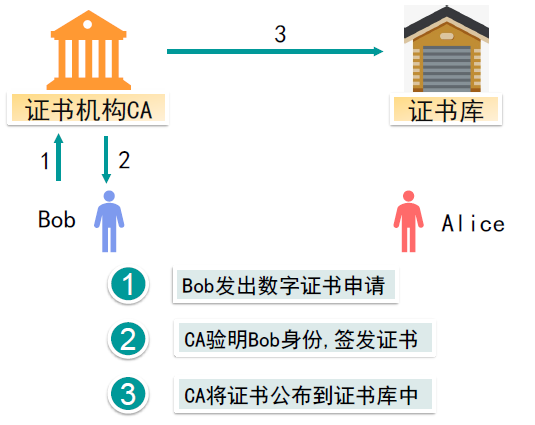 3
证书机构CA
证书库
1
2
Bob
Alice
1
Bob发出数字证书申请
2
CA验明Bob身份,签发证书
3
CA将证书公布到证书库中